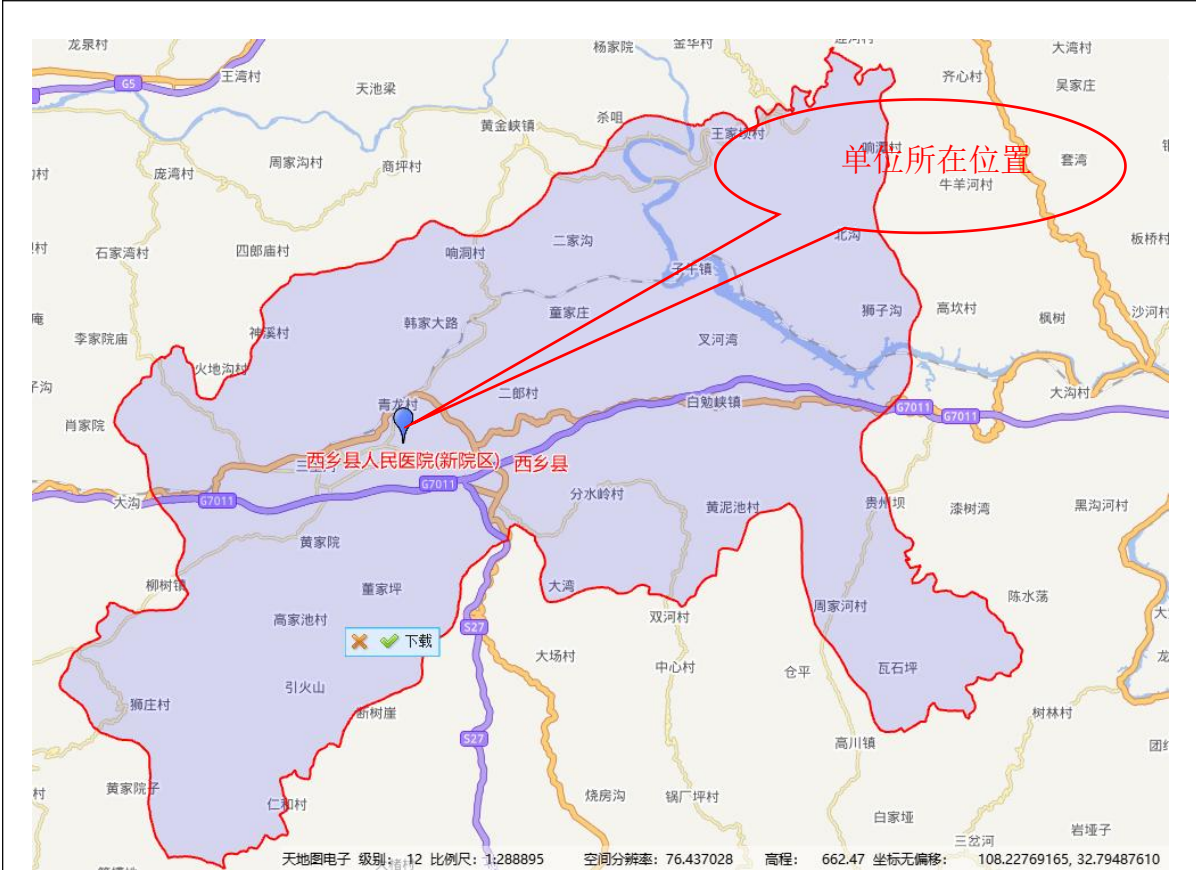 龙泉村
杨家院
金华村
大湾村
G5
王湾村
天池梁
齐心村
吴家庄
黄金峡镇
杀咀
王家坝村
周家沟村
商坪村
庞湾村
单位所在位置
套湾
牛羊河村
石家湾村
四郎庙村
响洞村
二家沟
北沟
板桥村
子午镇
李家院庙
神溪村
韩家大路
童家庄
叉河湾
狮子沟
高坎村
枫树
沙河村
火地沟村
青龙村
二郎村
白勉峡镇
G7011
G7011
大沟村
肖家院
西乡县人民医院(新院区)
西乡县
大沟
G7011
G7011
分水岭村
黄泥池村
贵州坝
漆树湾
黑沟河村
黄家院
柳树镇
董家坪
大湾
双河村
周家河村
陈水荡
高家池村
S27
下载
大场村
中心村
仓平
瓦石坪
引火山
狮庄村
断树崖
树林村
S27
高川镇
黄家院子
仁和村
烧房沟
锅厂坪村
白家垭
岩垭子
三岔河
天地图电子 级别: 12 比例尺: 1:288895 空间分辨率: 76.437028 高程: 662.47 坐标无偏移: 108.22769165, 32.79487610